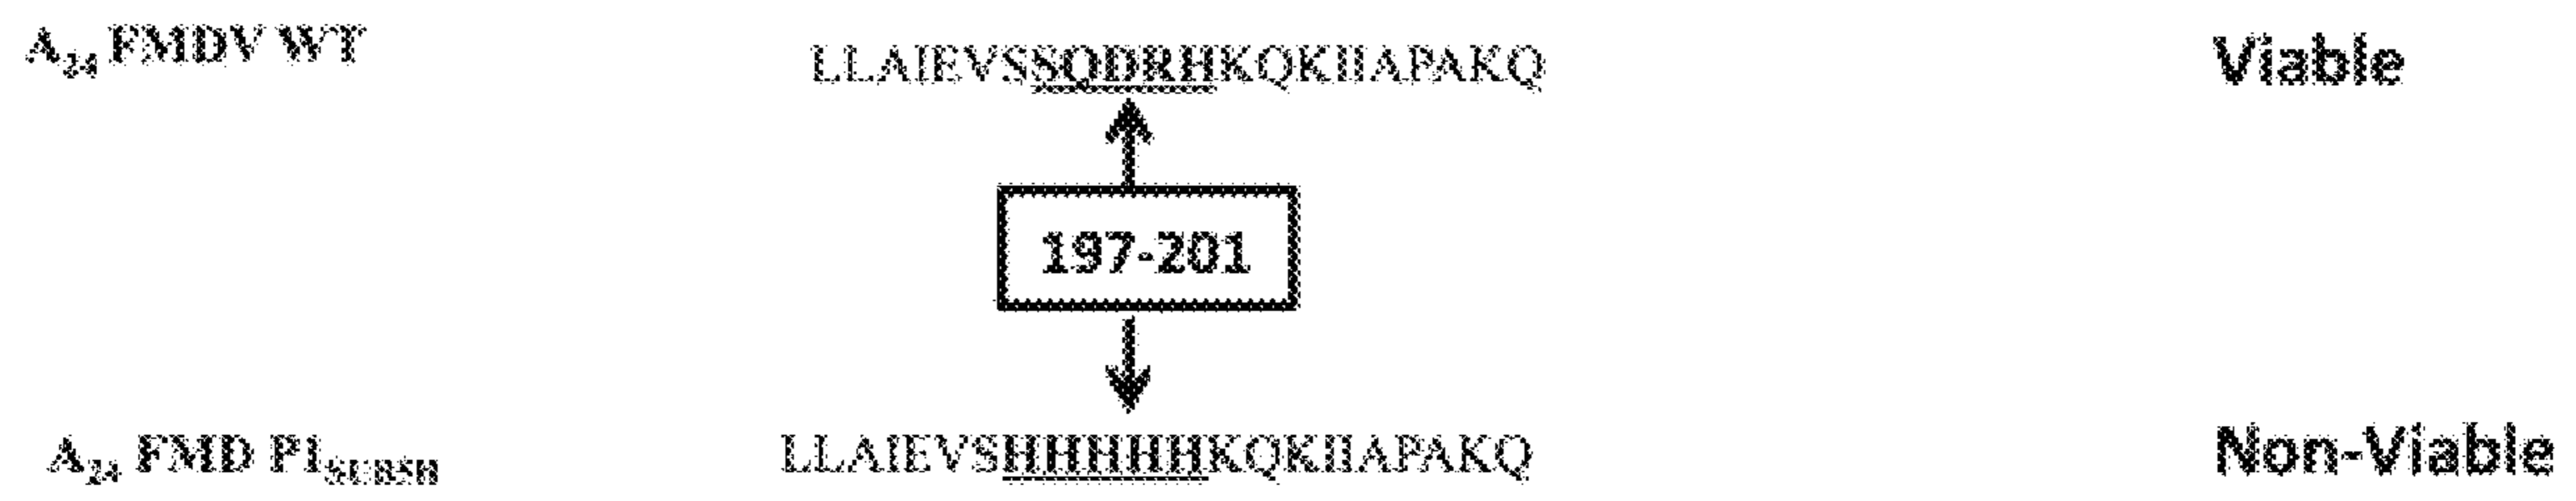 A₂₄ FMDV WT LLAIEVSSQDRHKQKIIAPAKQ Viable
197-201
A₂₄ FMD P1SUB5H LLAIEVSHHHHHKQKIIAPAKQ Non-Viable